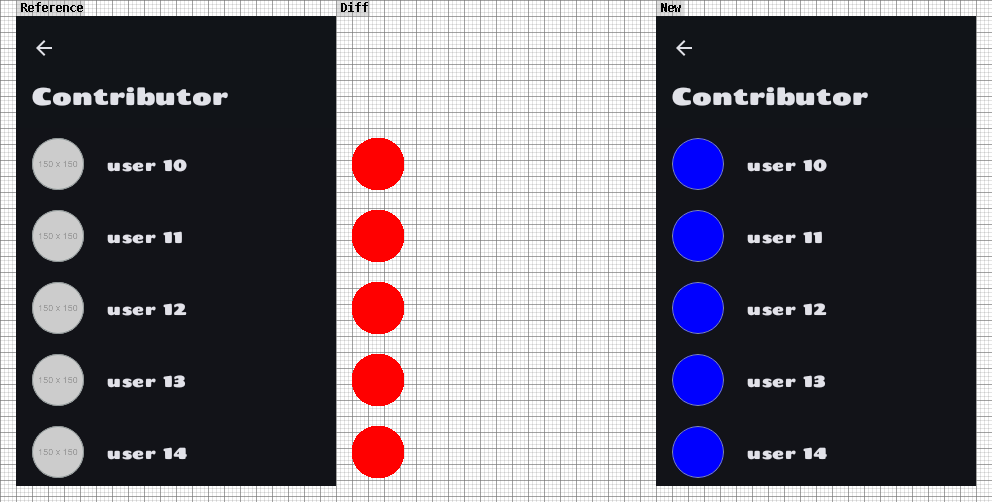 Reference
Diff
New
Contributor
150 x 150
user 10
150 x 150
user 11
150 x 150
user 12
150 x 150
user 13
150 x 150
user 14
Contributor
user 10
user 11
user 12
user 13
user 14